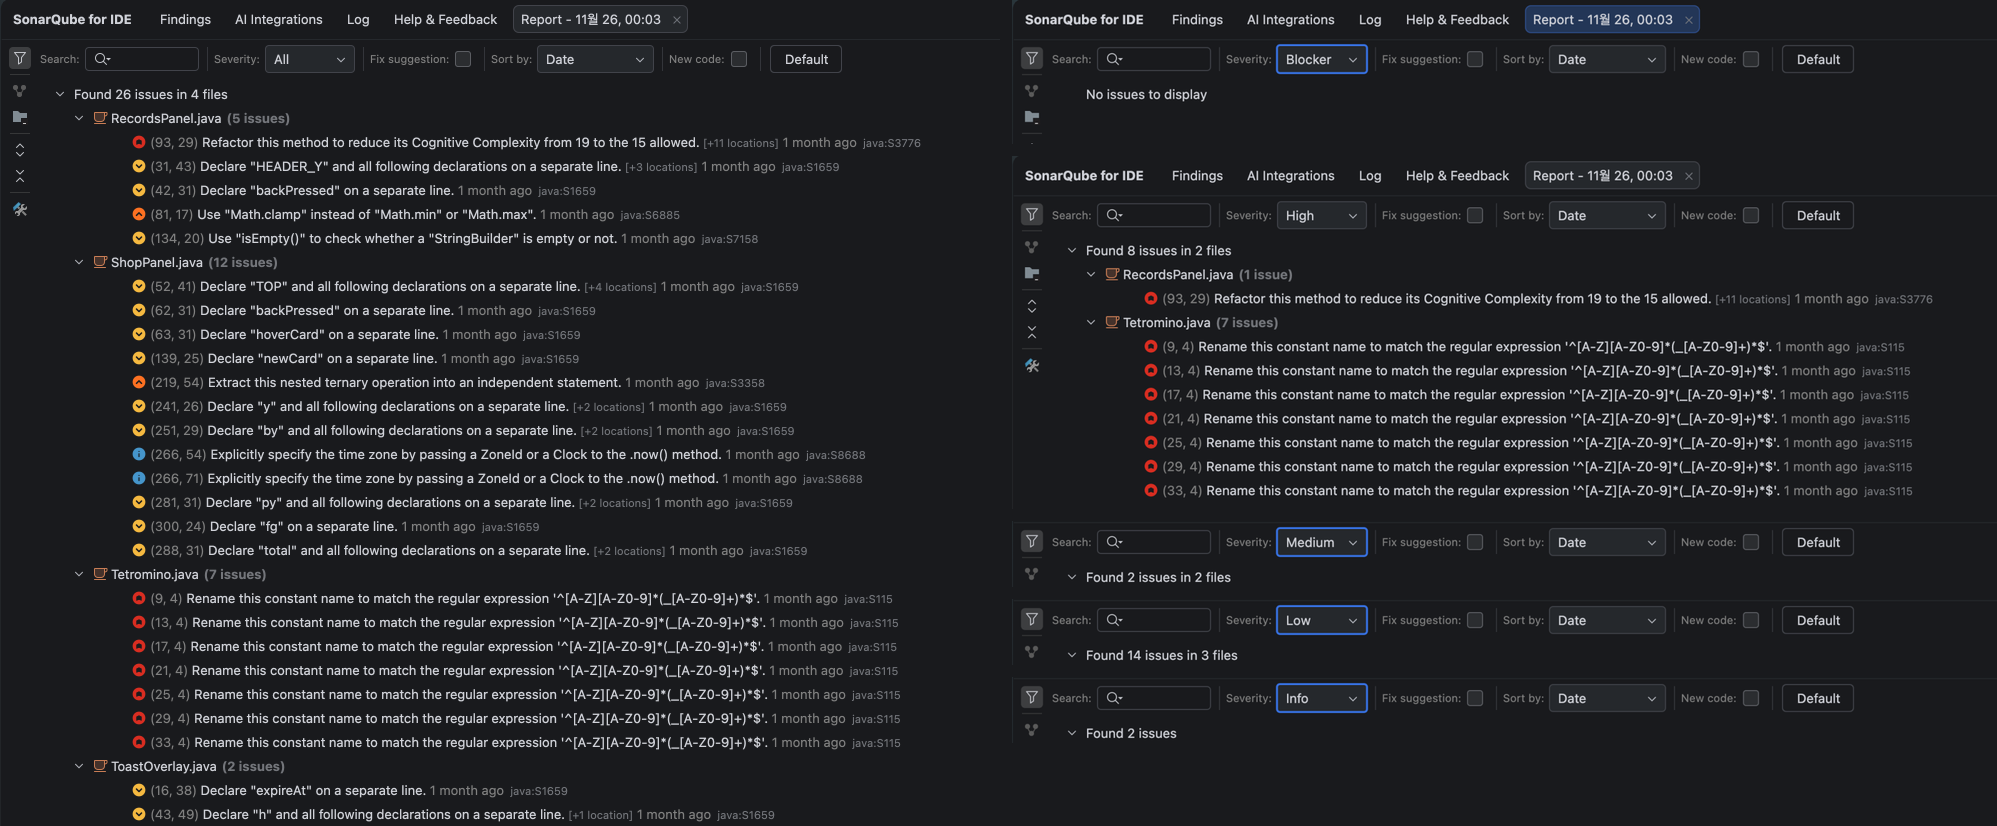 SonarQube for IDE Findings AI Integrations Log Help & Feedback Report - 11월 26, 00:03
Search: Severity: All Fix suggestion: Sort by: Date New code: Default
Found 26 issues in 4 files
RecordsPanel.java (5 issues)
(93, 29) Refactor this method to reduce its Cognitive Complexity from 19 to the 15 allowed. [+11 locations] 1 month ago java:S3776
(31, 43) Declare "HEADER_Y" and all following declarations on a separate line. [+3 locations] 1 month ago java:S1659
(42, 31) Declare "backPressed" on a separate line. 1 month ago java:S1659
(81, 17) Use "Math.clamp" instead of "Math.min" or "Math.max". 1 month ago java:S6885
(134, 20) Use "isEmpty()" to check whether a "StringBuilder" is empty or not. 1 month ago java:S7158
ShopPanel.java (12 issues)
(52, 41) Declare "TOP" and all following declarations on a separate line. [+4 locations] 1 month ago java:S1659
(62, 31) Declare "backPressed" on a separate line. 1 month ago java:S1659
(63, 31) Declare "hoverCard" on a separate line. 1 month ago java:S1659
(139, 25) Declare "newCard" on a separate line. 1 month ago java:S1659
(219, 54) Extract this nested ternary operation into an independent statement. 1 month ago java:S3358
(241, 26) Declare "y" and all following declarations on a separate line. [+2 locations] 1 month ago java:S1659
(251, 29) Declare "by" and all following declarations on a separate line. [+2 locations] 1 month ago java:S1659
(266, 54) Explicitly specify the time zone by passing a ZoneId or a Clock to the .now() method. 1 month ago java:S8688
(266, 71) Explicitly specify the time zone by passing a ZoneId or a Clock to the .now() method. 1 month ago java:S8688
(281, 31) Declare "py" and all following declarations on a separate line. [+2 locations] 1 month ago java:S1659
(300, 24) Declare "fg" on a separate line. 1 month ago java:S1659
(288, 31) Declare "total" and all following declarations on a separate line. [+2 locations] 1 month ago java:S1659
Tetromino.java (7 issues)
(9, 4) Rename this constant name to match the regular expression '^[A-Z][A-Z0-9]*(_[A-Z0-9]+)*$'. 1 month ago java:S115
(13, 4) Rename this constant name to match the regular expression '^[A-Z][A-Z0-9]*(_[A-Z0-9]+)*$'. 1 month ago java:S115
(17, 4) Rename this constant name to match the regular expression '^[A-Z][A-Z0-9]*(_[A-Z0-9]+)*$'. 1 month ago java:S115
(21, 4) Rename this constant name to match the regular expression '^[A-Z][A-Z0-9]*(_[A-Z0-9]+)*$'. 1 month ago java:S115
(25, 4) Rename this constant name to match the regular expression '^[A-Z][A-Z0-9]*(_[A-Z0-9]+)*$'. 1 month ago java:S115
(29, 4) Rename this constant name to match the regular expression '^[A-Z][A-Z0-9]*(_[A-Z0-9]+)*$'. 1 month ago java:S115
(33, 4) Rename this constant name to match the regular expression '^[A-Z][A-Z0-9]*(_[A-Z0-9]+)*$'. 1 month ago java:S115
ToastOverlay.java (2 issues)
(16, 38) Declare "expireAt" on a separate line. 1 month ago java:S1659
(43, 49) Declare "h" and all following declarations on a separate line. [+1 location] 1 month ago java:S1659
SonarQube for IDE Findings AI Integrations Log Help & Feedback Report - 11월 26, 00:03
Search: Severity: Blocker Fix suggestion: Sort by: Date New code: Default
No issues to display
SonarQube for IDE Findings AI Integrations Log Help & Feedback Report - 11월 26, 00:03
Search: Severity: High Fix suggestion: Sort by: Date New code: Default
Found 8 issues in 2 files
RecordsPanel.java (1 issue)
(93, 29) Refactor this method to reduce its Cognitive Complexity from 19 to the 15 allowed. [+11 locations] 1 month ago java:S3776
Tetromino.java (7 issues)
(9, 4) Rename this constant name to match the regular expression '^[A-Z][A-Z0-9]*(_[A-Z0-9]+)*$'. 1 month ago java:S115
(13, 4) Rename this constant name to match the regular expression '^[A-Z][A-Z0-9]*(_[A-Z0-9]+)*$'. 1 month ago java:S115
(17, 4) Rename this constant name to match the regular expression '^[A-Z][A-Z0-9]*(_[A-Z0-9]+)*$'. 1 month ago java:S115
(21, 4) Rename this constant name to match the regular expression '^[A-Z][A-Z0-9]*(_[A-Z0-9]+)*$'. 1 month ago java:S115
(25, 4) Rename this constant name to match the regular expression '^[A-Z][A-Z0-9]*(_[A-Z0-9]+)*$'. 1 month ago java:S115
(29, 4) Rename this constant name to match the regular expression '^[A-Z][A-Z0-9]*(_[A-Z0-9]+)*$'. 1 month ago java:S115
(33, 4) Rename this constant name to match the regular expression '^[A-Z][A-Z0-9]*(_[A-Z0-9]+)*$'. 1 month ago java:S115
Search: Severity: Medium Fix suggestion: Sort by: Date New code: Default
Found 2 issues in 2 files
Search: Severity: Low Fix suggestion: Sort by: Date New code: Default
Found 14 issues in 3 files
Search: Severity: Info Fix suggestion: Sort by: Date New code: Default
Found 2 issues